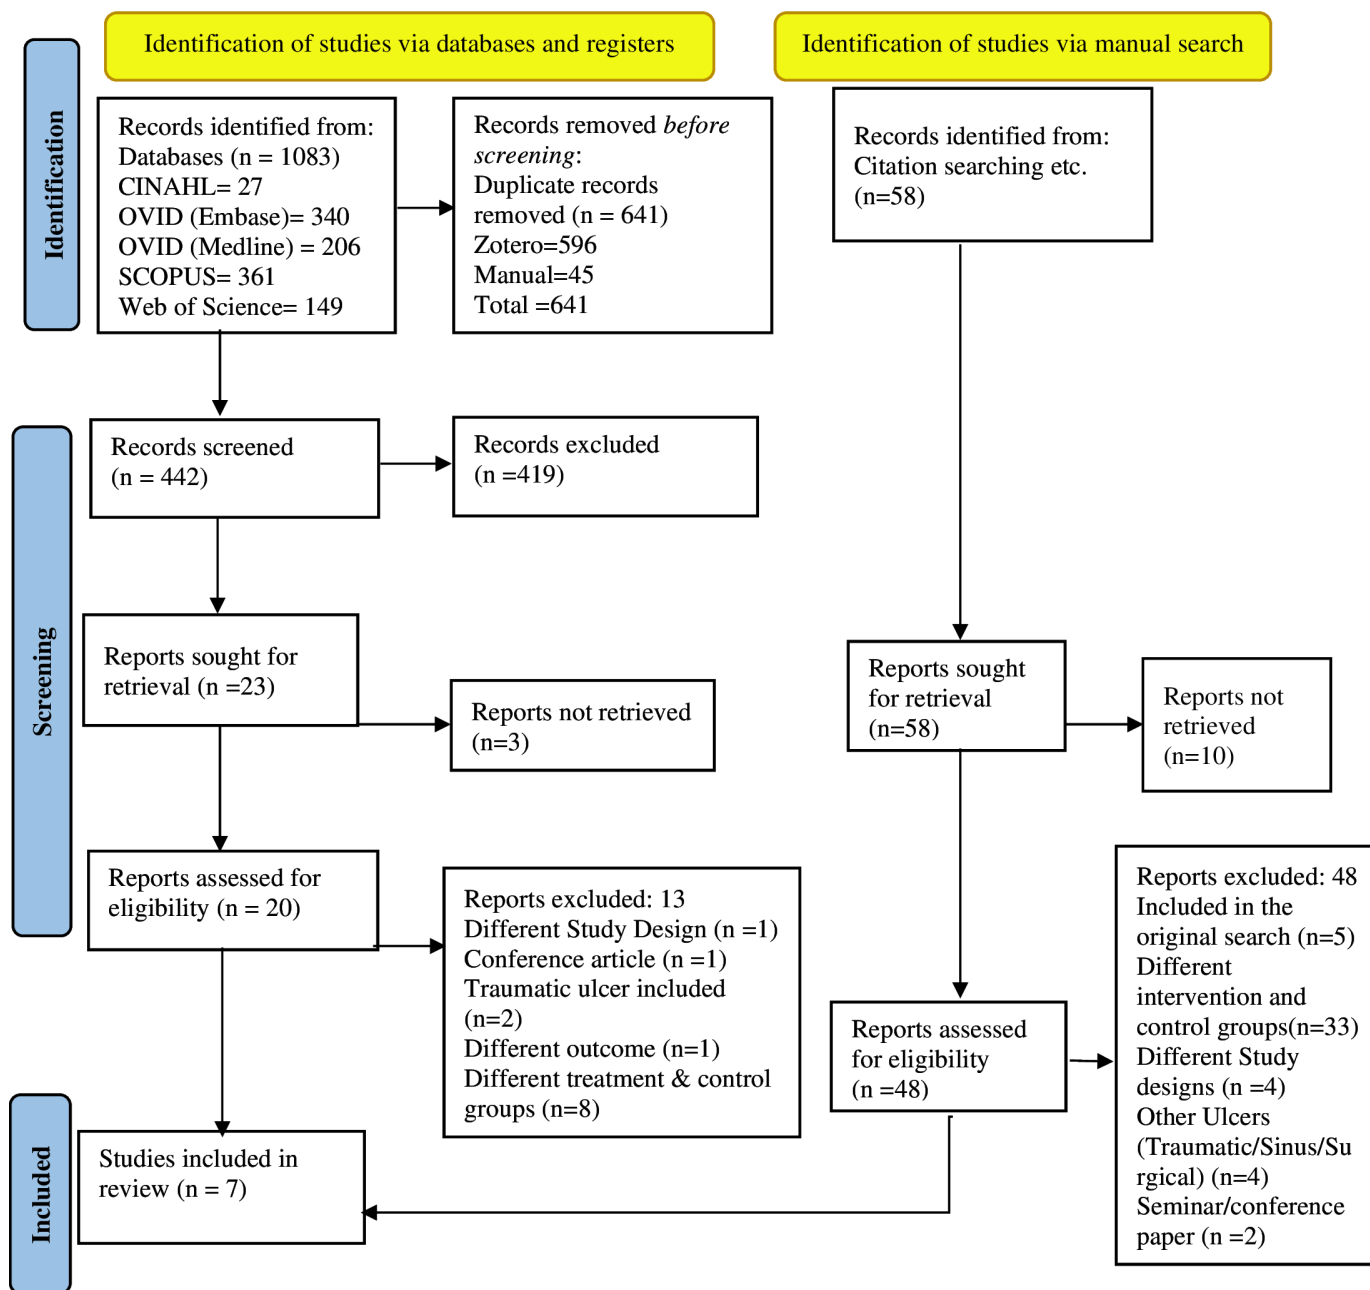 Identification of studies via databases and registers
Identification of studies via manual search
Identification
Records identified from:
Databases (n = 1083)
CINAHL= 27
OVID (Embase)= 340
OVID (Medline) = 206
SCOPUS= 361
Web of Science= 149
Records removed before
screening:
Duplicate records
removed (n = 641)
Zotero=596
Manual=45
Total =641
Records identified from:
Citation searching etc.
(n=58)
Screening
Records screened
(n = 442)
Records excluded
(n =419)
Reports sought for
retrieval (n =23)
Reports not retrieved
(n=3)
Reports sought
for retrieval
(n=58)
Reports not
retrieved
(n=10)
Reports assessed for
eligibility (n = 20)
Reports excluded: 13
Different Study Design (n =1)
Conference article (n =1)
Traumatic ulcer included
(n=2)
Different outcome (n=1)
Different treatment & control
groups (n=8)
Reports assessed
for eligibility
(n =48)
Reports excluded: 48
Included in the
original search (n=5)
Different
intervention and
control groups(n=33)
Different Study
designs (n =4)
Other Ulcers
(Traumatic/Sinus/Su
rgical) (n=4)
Seminar/conference
paper (n =2)
Included
Studies included in
review (n = 7)